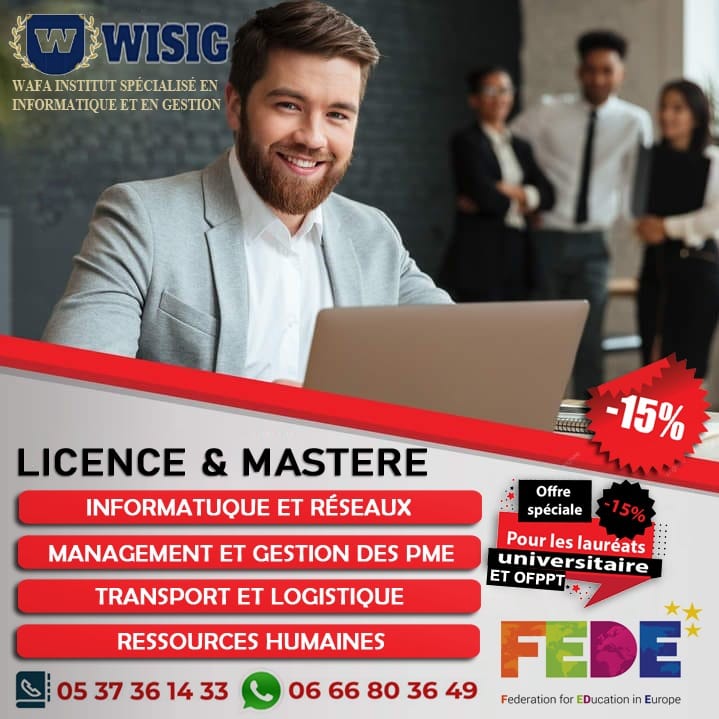 W WISIG
WAFA INSTITUT SPÉCIALISÉ EN
INFORMATIQUE ET EN GESTION
-15%
LICENCE & MASTERE
INFORMATUQUE ET RÉSEAUX
MANAGEMENT ET GESTION DES PME
TRANSPORT ET LOGISTIQUE
RESSOURCES HUMAINES
Offre
spéciale
-15%
Pour les lauréats
universitaire
ET OFPPT
FEDE
Federation for EDucation in Europe
05 37 36 14 33
06 66 80 36 49